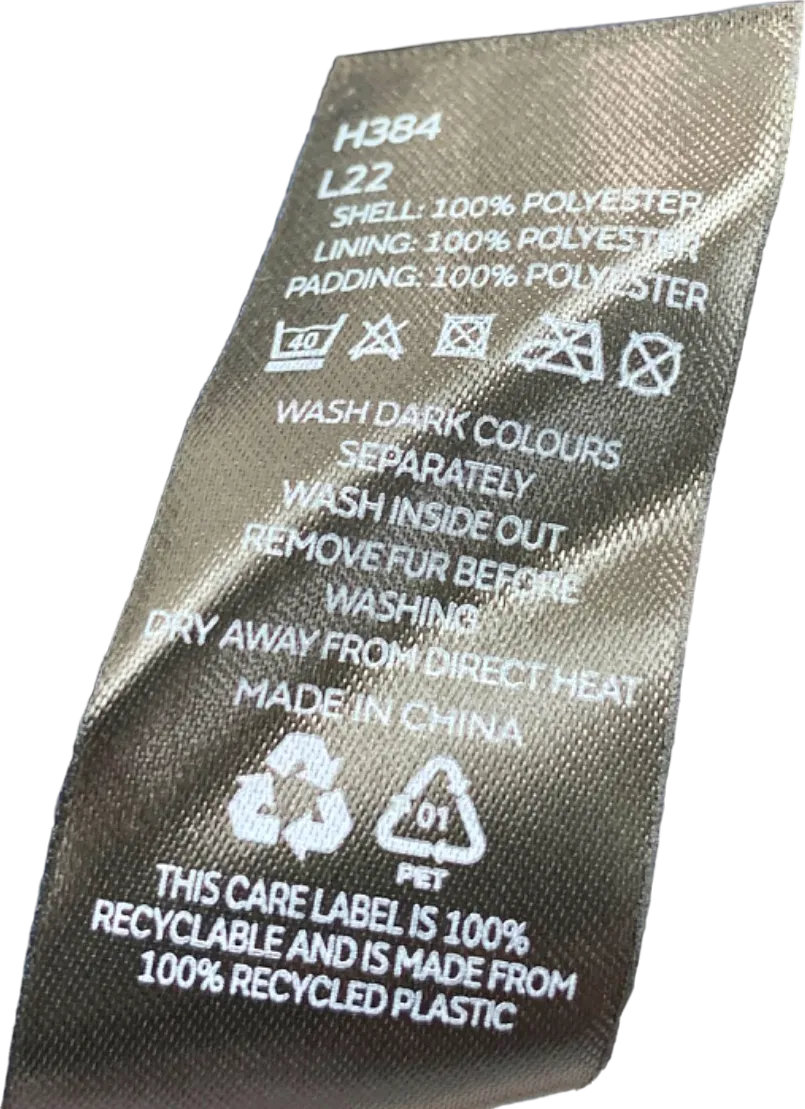 H384
L22
SHELL: 100% POLYESTER
LINING: 100% POLYESTER
PADDING: 100% POLYESTER
40
WASH DARK COLOURS
SEPARATELY
WASH INSIDE OUT
REMOVE FUR BEFORE
WASHING
DRY AWAY FROM DIRECT HEAT
MADE IN CHINA
01
PET
THIS CARE LABEL IS 100%
RECYCLABLE AND IS MADE FROM
100% RECYCLED PLASTIC